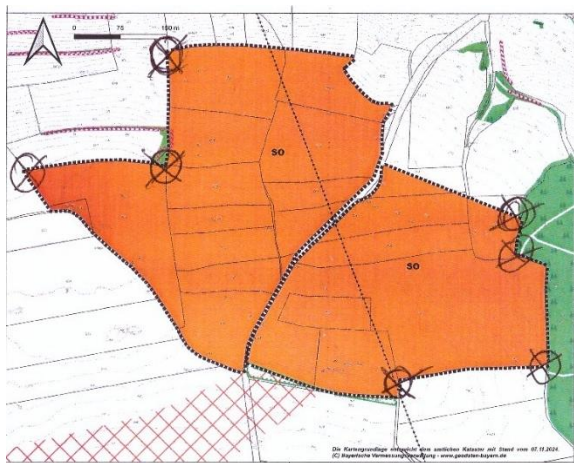 0 75 150 m
SO
SO
Die Kartengrundlage entspricht dem amtlichen Kataster mit Stand vom 07.11.2024.
(C) Bayerische Vermessungsverwaltung - www.geodaten-bayern.de